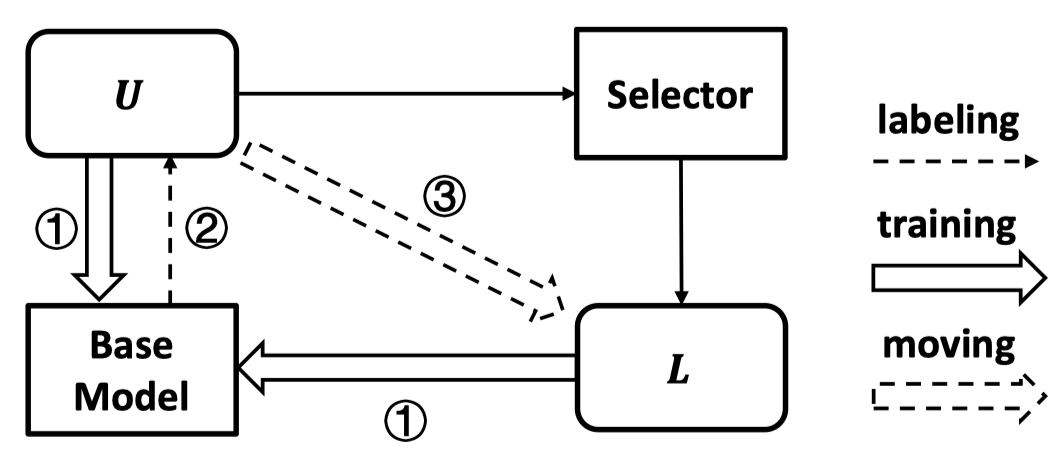 U
Selector
labeling
①
②
③
training
Base
Model
L
moving
①